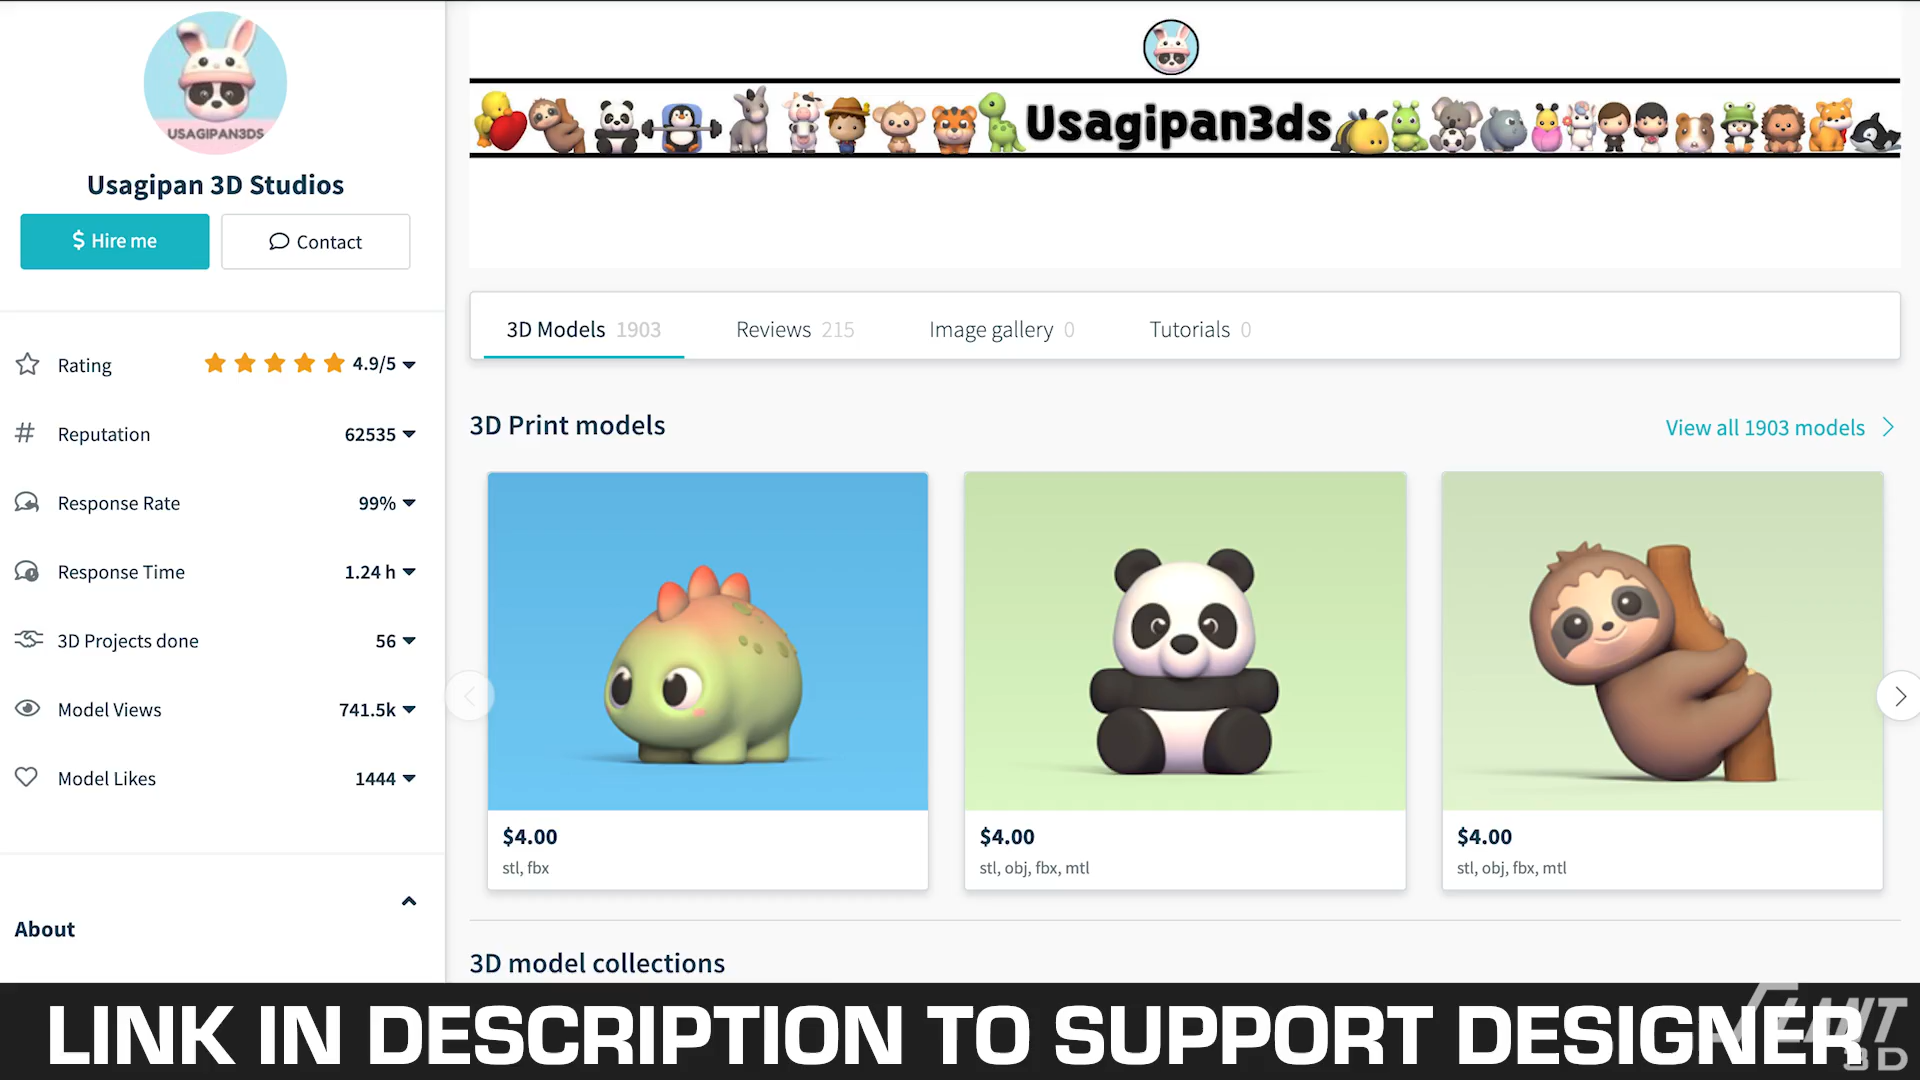 USAGIPAN3DS
Usagipan 3D Studios
$ Hire me
Contact
Rating 4.9/5
# Reputation 62535
Response Rate 99%
Response Time 1.24 h
3D Projects done 56
Model Views 741.5k
Model Likes 1444
About
Usagipan3ds
3D Models 1903 Reviews 215 Image gallery 0 Tutorials 0
3D Print models
View all 1903 models
$4.00
stl, fbx
$4.00
stl, obj, fbx, mtl
$4.00
stl, obj, fbx, mtl
3D model collections
LINK IN DESCRIPTION TO SUPPORT DESIGNER
3D